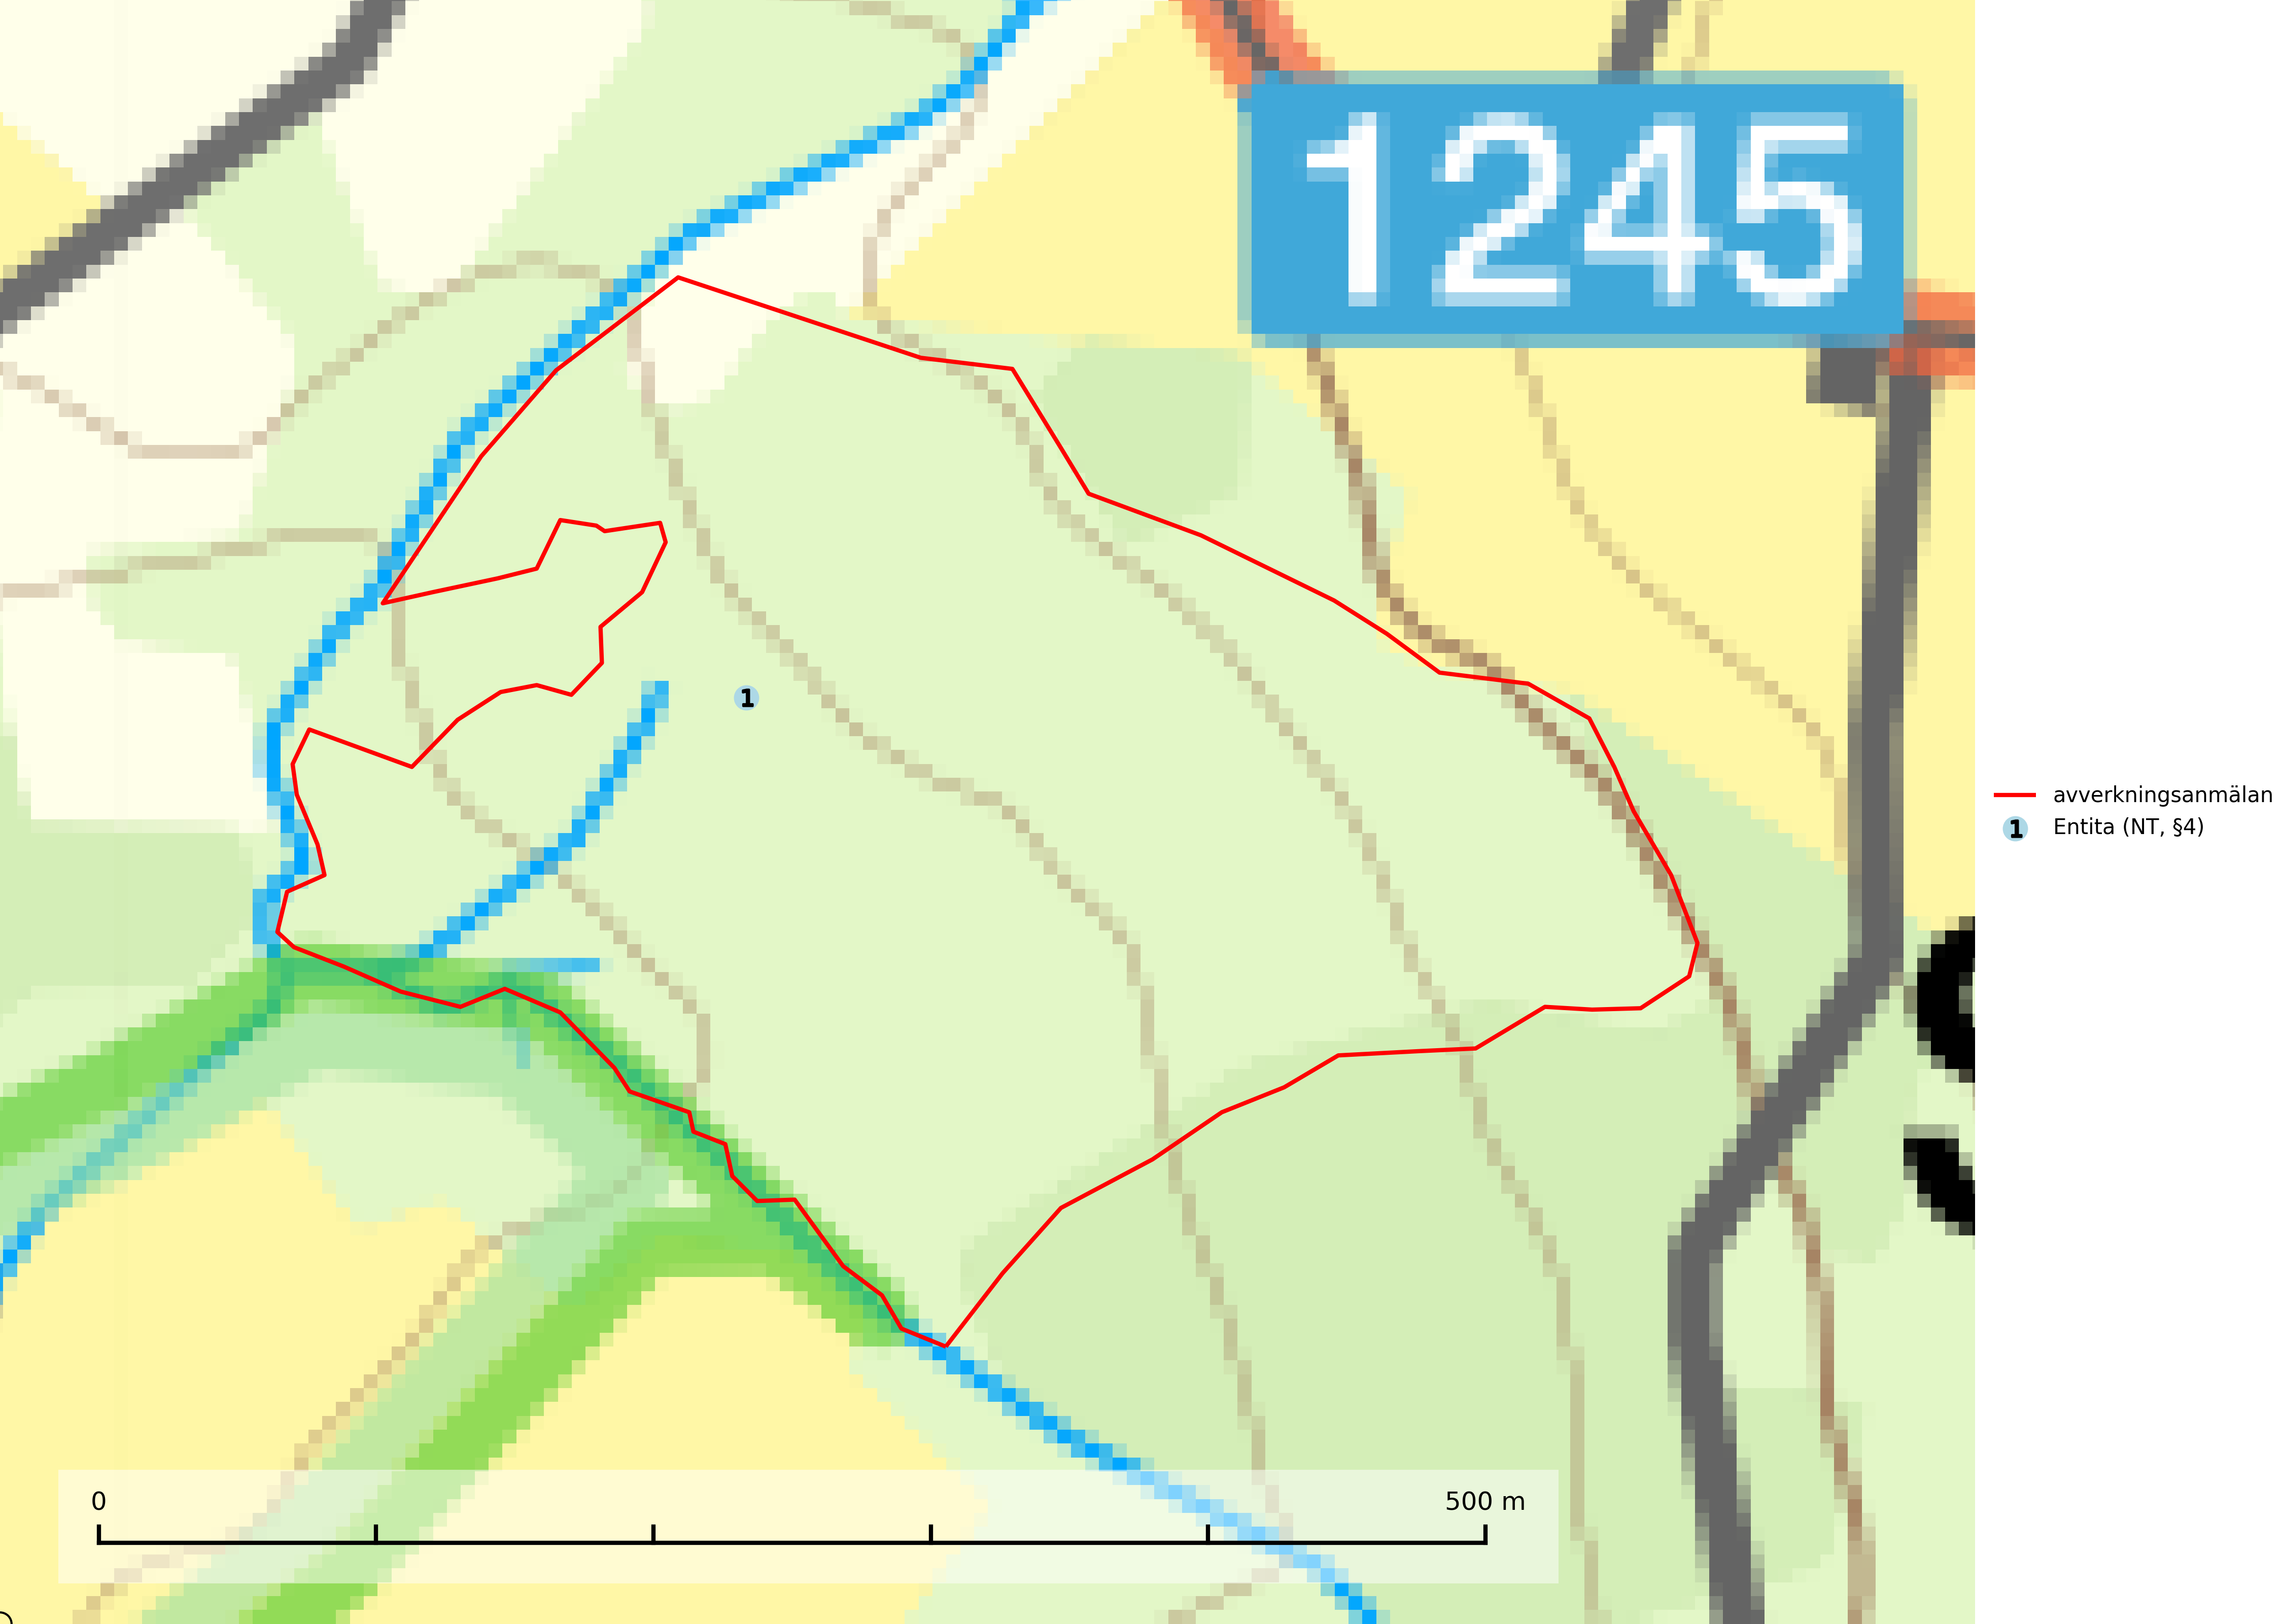 1245
1
avverkningsanmälan
1 Entita (NT, §4)
0 500 m